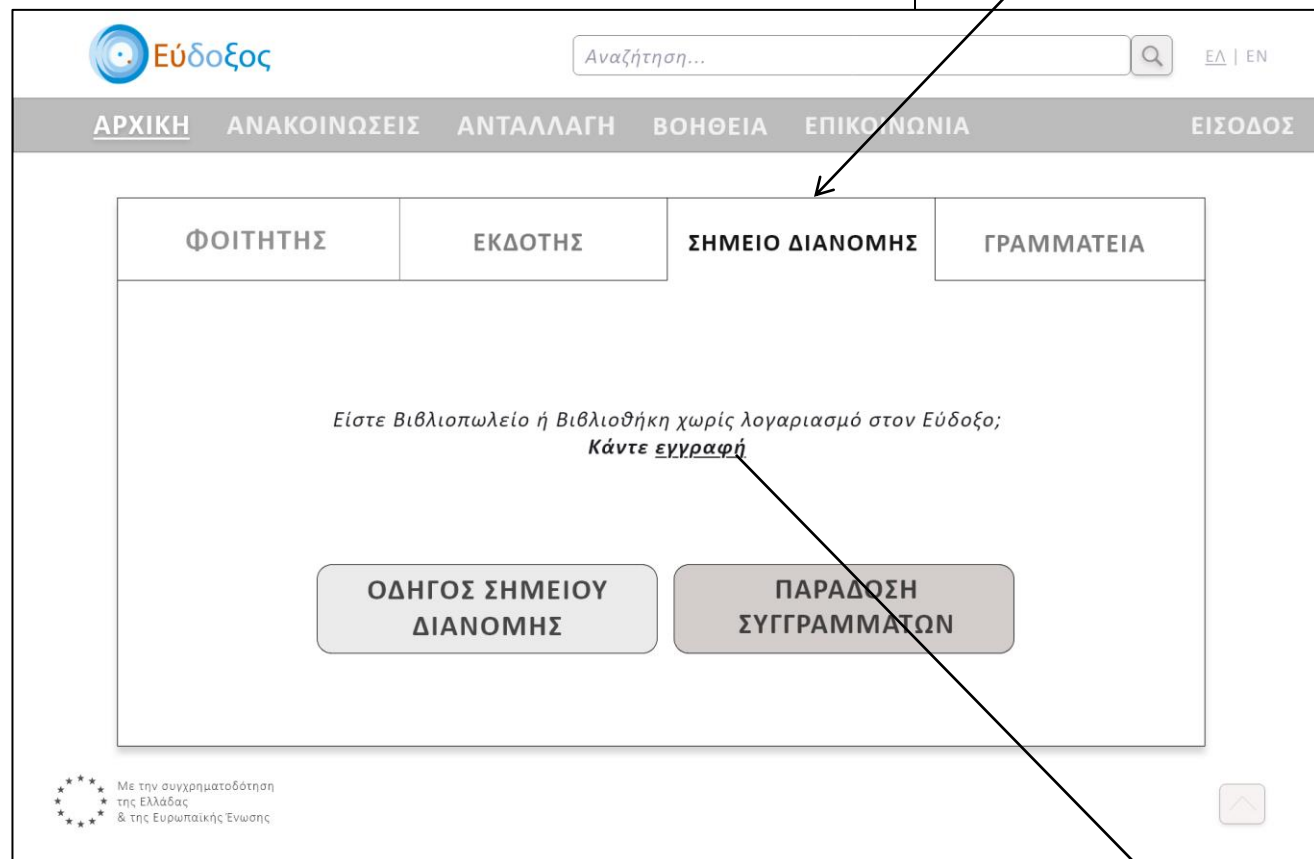 Εύδοξος
Αναζήτηση...
ΕΛ | EN
ΑΡΧΙΚΗ ΑΝΑΚΟΙΝΩΣΕΙΣ ΑΝΤΑΛΛΑΓΗ ΒΟΗΘΕΙΑ ΕΠΙΚΟΙΝΩΝΙΑ ΕΙΣΟΔΟΣ
ΦΟΙΤΗΤΗΣ ΕΚΔΟΤΗΣ ΣΗΜΕΙΟ ΔΙΑΝΟΜΗΣ ΓΡΑΜΜΑΤΕΙΑ
Είστε Βιβλιοπωλείο ή Βιβλιοθήκη χωρίς λογαριασμό στον Εύδοξο;
Κάντε εγγραφή
ΟΔΗΓΟΣ ΣΗΜΕΙΟΥ
ΔΙΑΝΟΜΗΣ
ΠΑΡΑΔΟΣΗ
ΣΥΓΓΡΑΜΜΑΤΩΝ
Με την συγχρηματοδότηση
της Ελλάδας
& της Ευρωπαϊκής Ένωσης